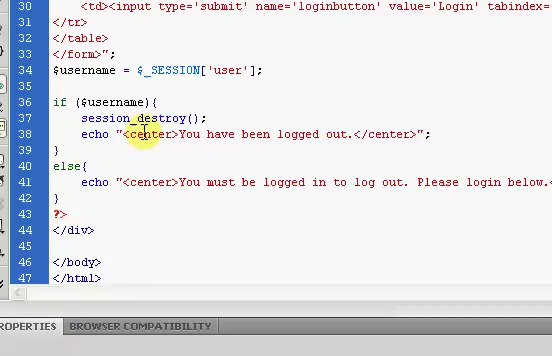 30 <td><input type='submit' name='loginbutton' value='Login' tabindex=
31 </tr>
32 </table>
33 </form>";
34 $username = $_SESSION['user'];
35
36 if ($username){
37 session_destroy();
38 echo "<center>You have been logged out.</center>";
39 }
40 else{
41 echo "<center>You must be logged in to log out. Please login below.<
42 }
43 ?>
44 </div>
45
46 </body>
47 </html>
ROPERTIES BROWSER COMPATIBILITY